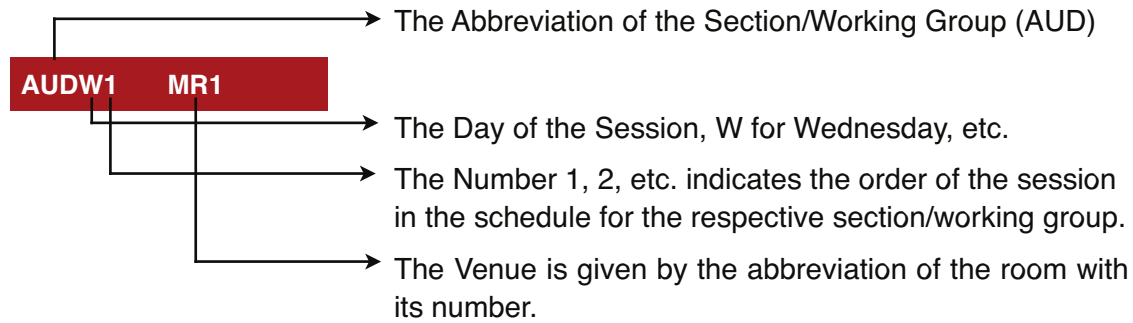 The Abbreviation of the Section/Working Group (AUD)
AUDW1 MR1
The Day of the Session, W for Wednesday, etc.
The Number 1, 2, etc. indicates the order of the session
in the schedule for the respective section/working group.
The Venue is given by the abbreviation of the room with
its number.